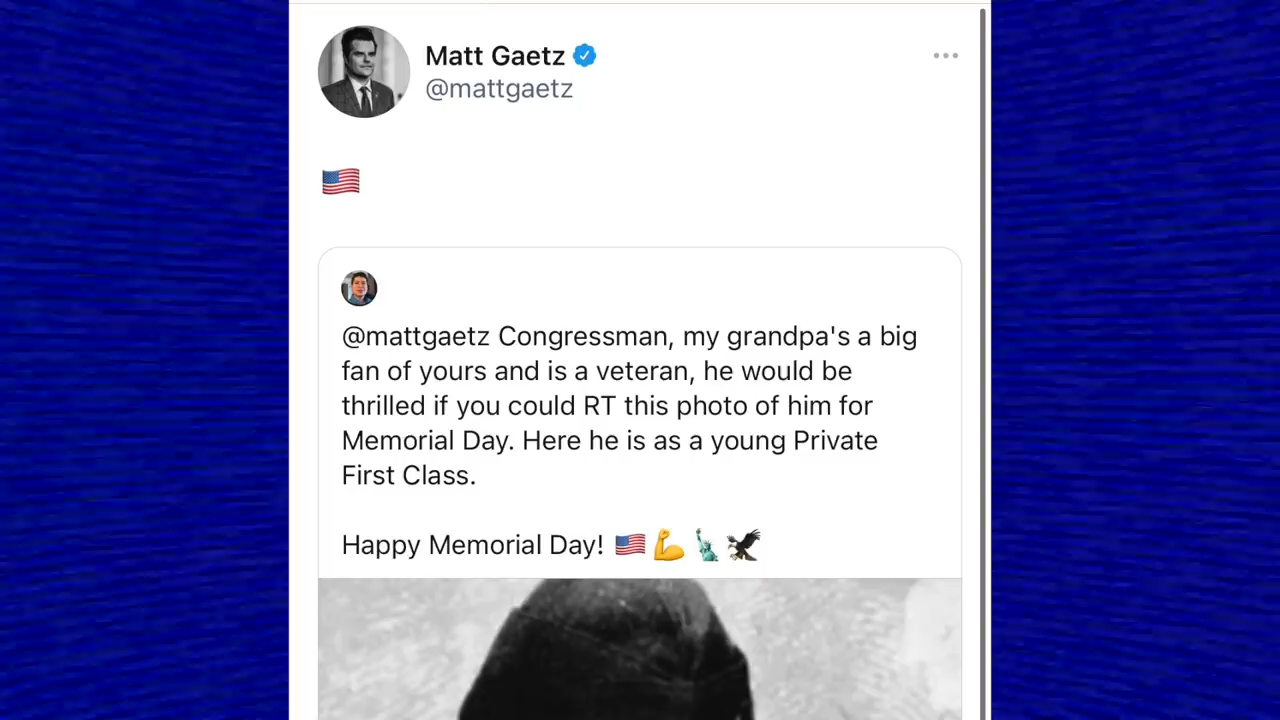 Matt Gaetz
@mattgaetz
🇺🇸
@mattgaetz Congressman, my grandpa's a big
fan of yours and is a veteran, he would be
thrilled if you could RT this photo of him for
Memorial Day. Here he is as a young Private
First Class.
Happy Memorial Day! 🇺🇸💪🗽🦅